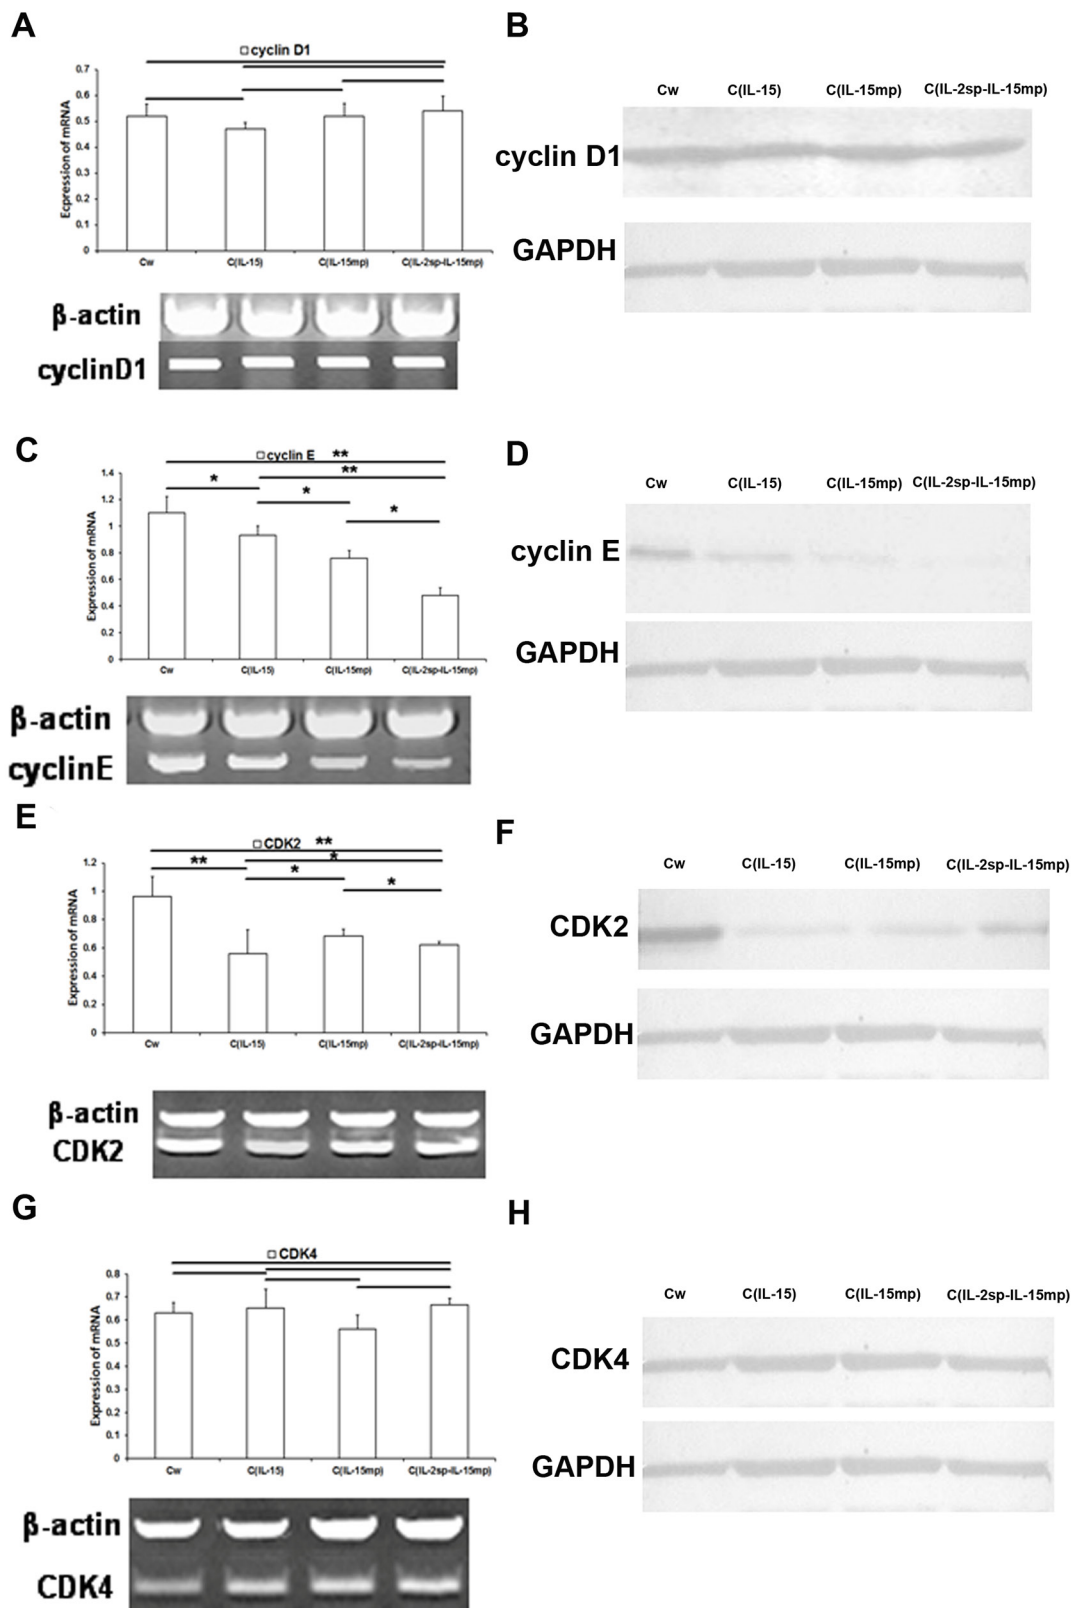 A
□cyclin D1
Ecpression of mRNA
0.7
0.6
0.5
0.4
0.3
0.2
0.1
0
Cw C(IL-15) C(IL-15mp) C(IL-2sp-IL-15mp)
β-actin
cyclinD1
B
Cw C(IL-15) C(IL-15mp) C(IL-2sp-IL-15mp)
cyclin D1
GAPDH
C
□cyclin E **
**
* * *
Expression of mRNA
1.4
1.2
1
0.8
0.6
0.4
0.2
0
Cw C(IL-15) C(IL-15mp) C(IL-2sp-IL-15mp)
β-actin
cyclinE
D
Cw C(IL-15) C(IL-15mp) C(IL-2sp-IL-15mp)
cyclin E
GAPDH
E
□CDK2 **
*
** * *
Expression of mRNA
1.2
1
0.8
0.6
0.4
0.2
0
Cw C(IL-15) C(IL-15mp) C(IL-2sp-IL-15mp)
β-actin
CDK2
F
Cw C(IL-15) C(IL-15mp) C(IL-2sp-IL-15mp)
CDK2
GAPDH
G
□CDK4
Expression of mRNA
0.8
0.7
0.6
0.5
0.4
0.3
0.2
0.1
0
Cw C(IL-15) C(IL-15mp) C(IL-2sp-IL-15mp)
β-actin
CDK4
H
Cw C(IL-15) C(IL-15mp) C(IL-2sp-IL-15mp)
CDK4
GAPDH